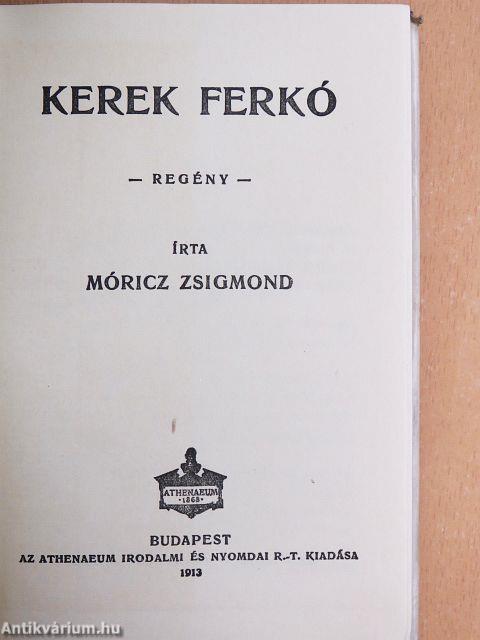 KEREK FERKÓ
— REGÉNY —
ÍRTA
MÓRICZ ZSIGMOND
ATHENAEUM
·1868·
BUDAPEST
AZ ATHENAEUM IRODALMI ÉS NYOMDAI R.-T. KIADÁSA
1913
Antikvárium.hu